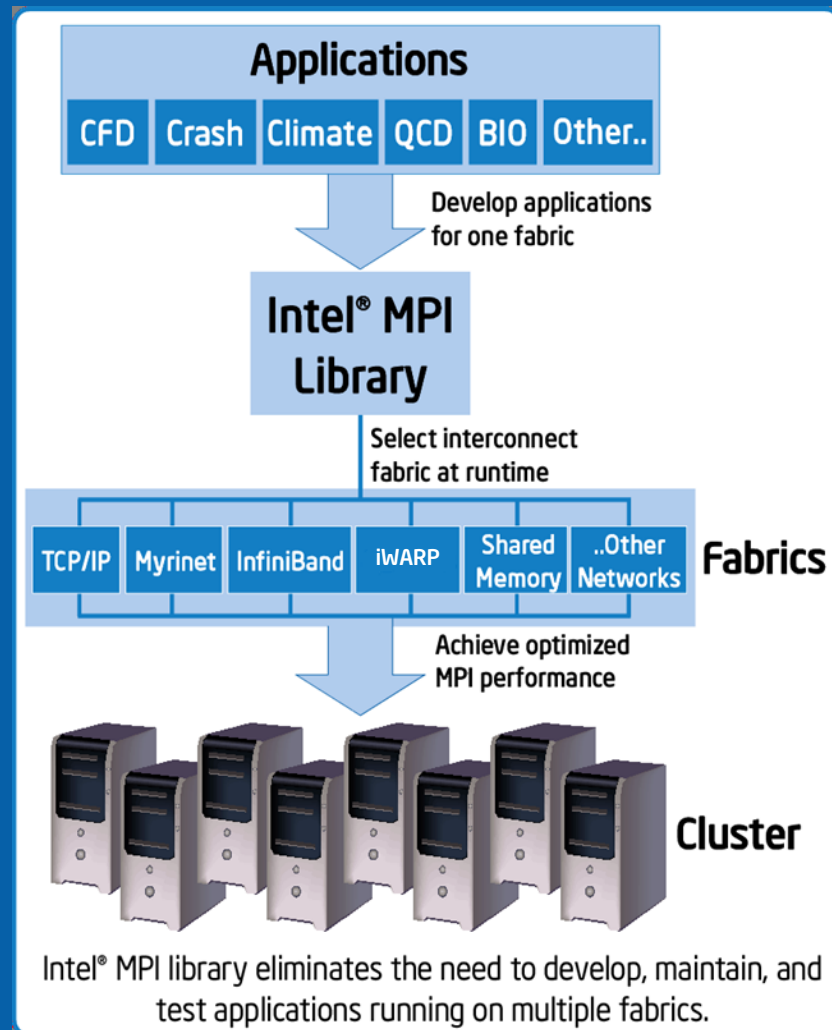 Applications
CFD Crash Climate QCD BIO Other..
Develop applications
for one fabric
Intel® MPI
Library
Select interconnect
fabric at runtime
TCP/IP Myrinet InfiniBand iWARP Shared
Memory ..Other
Networks
Fabrics
Achieve optimized
MPI performance
Cluster
Intel® MPI library eliminates the need to develop, maintain, and
test applications running on multiple fabrics.